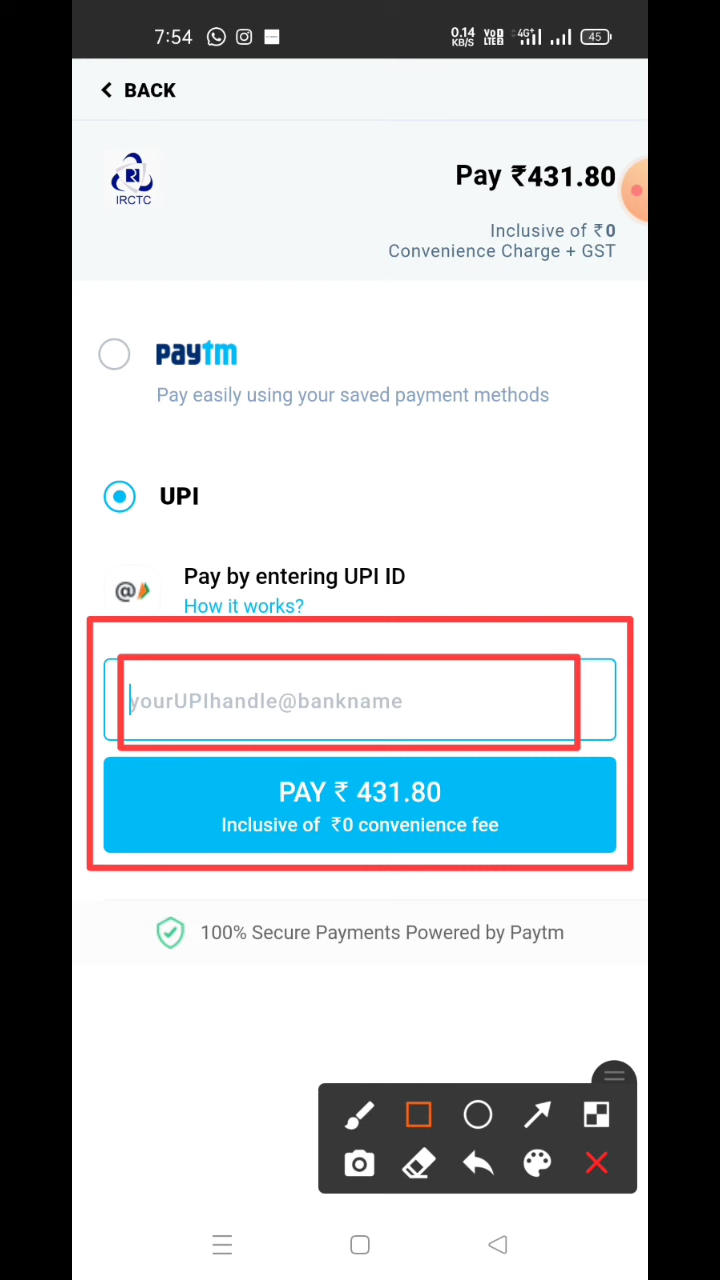 7:54
0.14 KB/S VoD LTE 4G+ 45
BACK
IRCTC
Pay ₹431.80
Inclusive of ₹0
Convenience Charge + GST
paytm
Pay easily using your saved payment methods
UPI
@
Pay by entering UPI ID
How it works?
yourUPIhandle@bankname
PAY ₹ 431.80
Inclusive of ₹0 convenience fee
100% Secure Payments Powered by Paytm